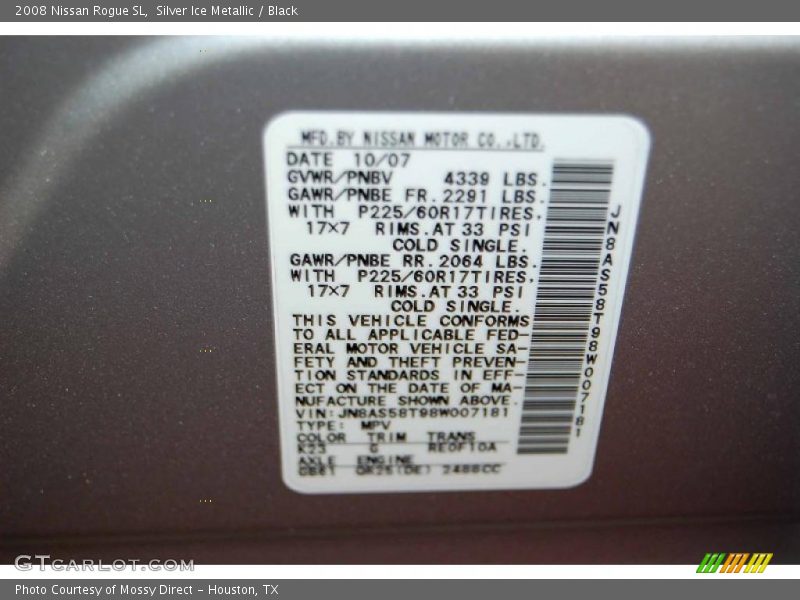 2008 Nissan Rogue SL, Silver Ice Metallic / Black
MFD.BY NISSAN MOTOR CO.,LTD.
DATE 10/07
GVWR/PNBV 4339 LBS.
GAWR/PNBE FR. 2291 LBS.
WITH P225/60R17TIRES,
17×7 RIMS.AT 33 PSI
COLD SINGLE.
GAWR/PNBE RR. 2064 LBS.
WITH P225/60R17TIRES,
17×7 RIMS.AT 33 PSI
COLD SINGLE.
THIS VEHICLE CONFORMS
TO ALL APPLICABLE FED-
ERAL MOTOR VEHICLE SA-
FETY AND THEFT PREVEN-
TION STANDARDS IN EFF-
ECT ON THE DATE OF MA-
NUFACTURE SHOWN ABOVE.
VIN:JN8AS58T98W007181
TYPE: MPV
COLOR TRIM TRANS
K23 G RE0F10A
AXLE ENGINE
QR25(DE) 2488CC
JN8AS58T98W007181
GTCARLOT.COM
Photo Courtesy of Mossy Direct - Houston, TX